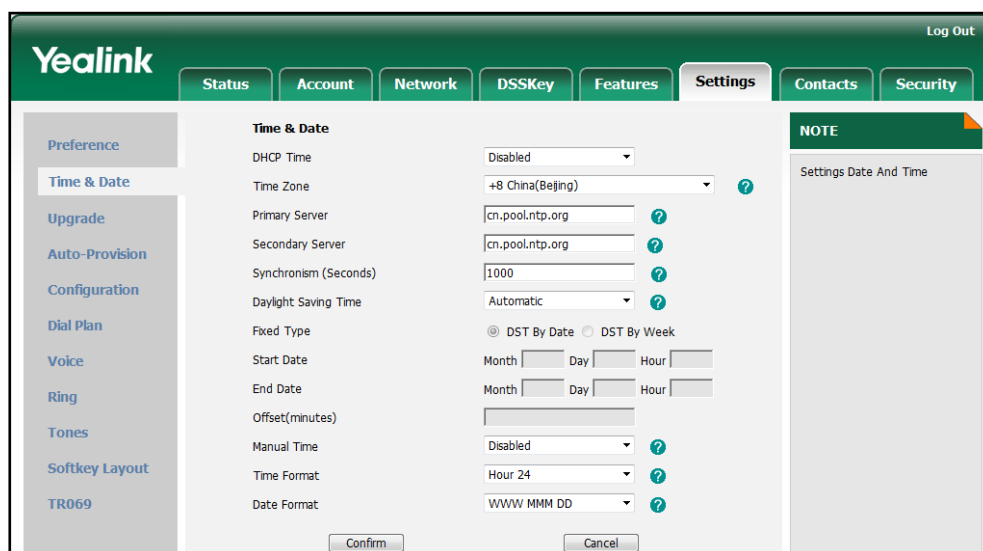 Log Out
Yealink
Status Account Network DSSKey Features Settings Contacts Security
Preference
Time & Date
Upgrade
Auto-Provision
Configuration
Dial Plan
Voice
Ring
Tones
Softkey Layout
TR069
Time & Date
DHCP Time Disabled
Time Zone +8 China(Beijing) ?
Primary Server cn.pool.ntp.org ?
Secondary Server cn.pool.ntp.org ?
Synchronism (Seconds) 1000 ?
Daylight Saving Time Automatic ?
Fixed Type DST By Date DST By Week
Start Date Month Day Hour
End Date Month Day Hour
Offset(minutes)
Manual Time Disabled ?
Time Format Hour 24 ?
Date Format WWW MMM DD ?
Confirm Cancel
NOTE
Settings Date And Time